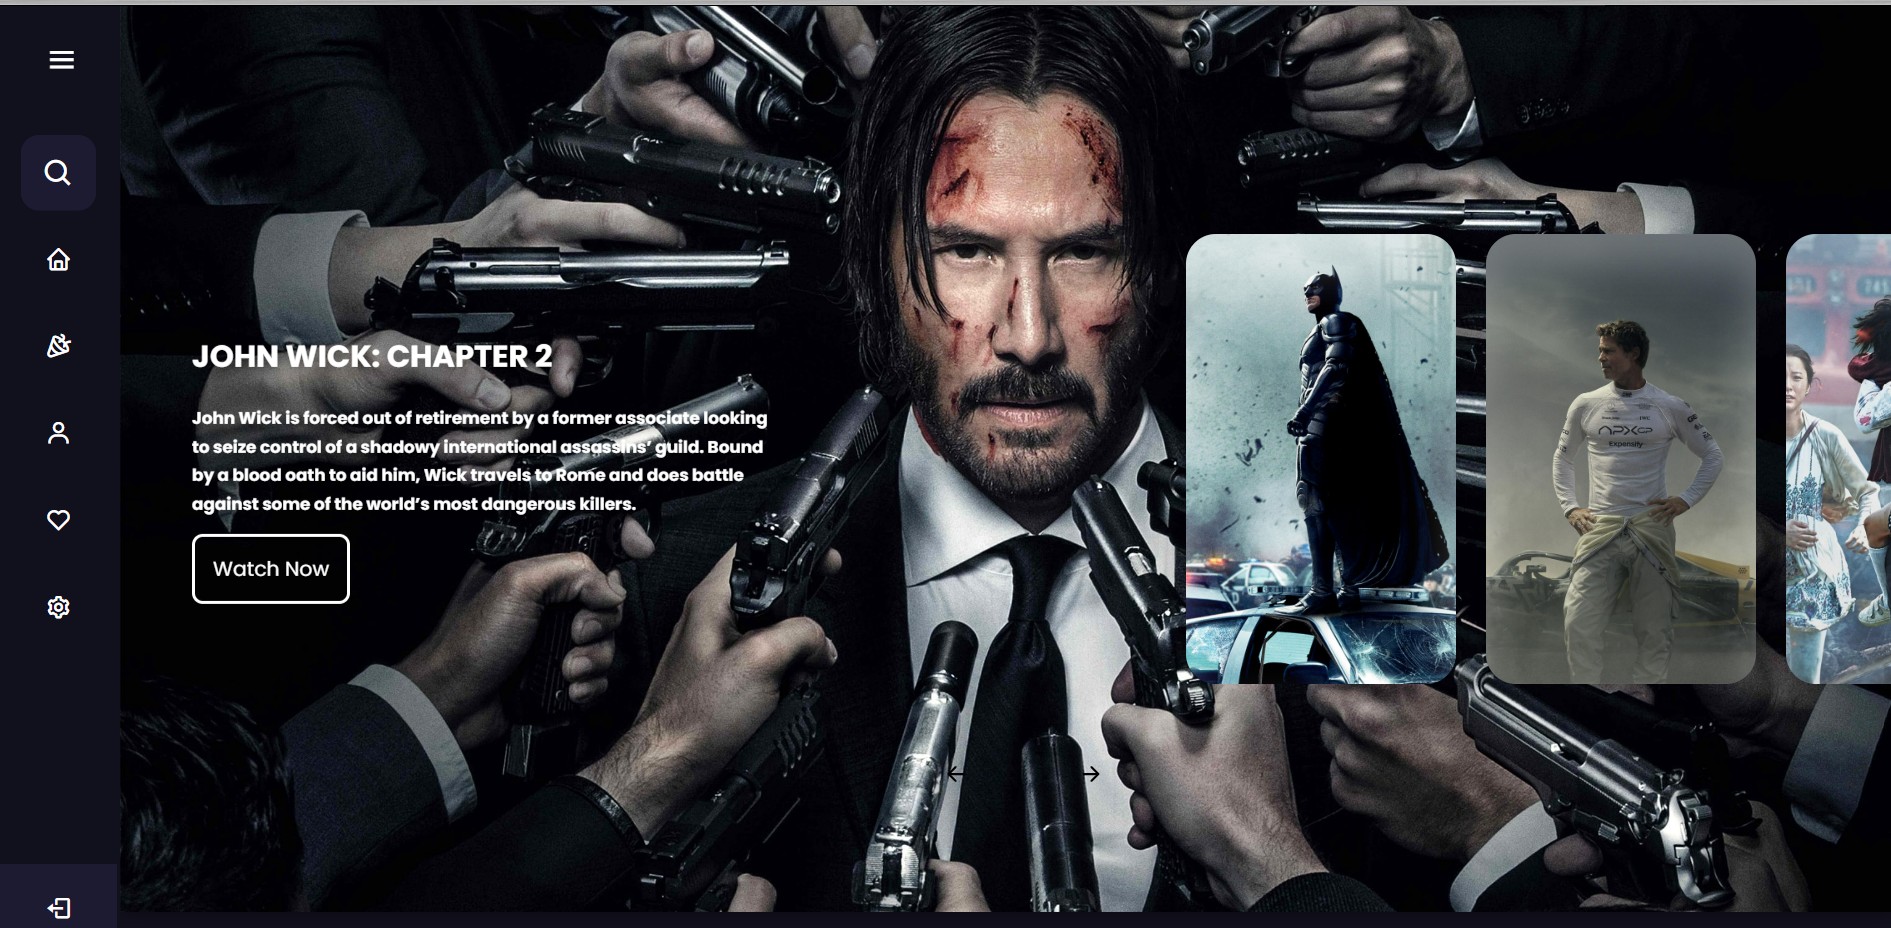 JOHN WICK: CHAPTER 2
John Wick is forced out of retirement by a former associate looking
to seize control of a shadowy international assassins’ guild. Bound
by a blood oath to aid him, Wick travels to Rome and does battle
against some of the world’s most dangerous killers.
Watch Now
APXGP
Expensify